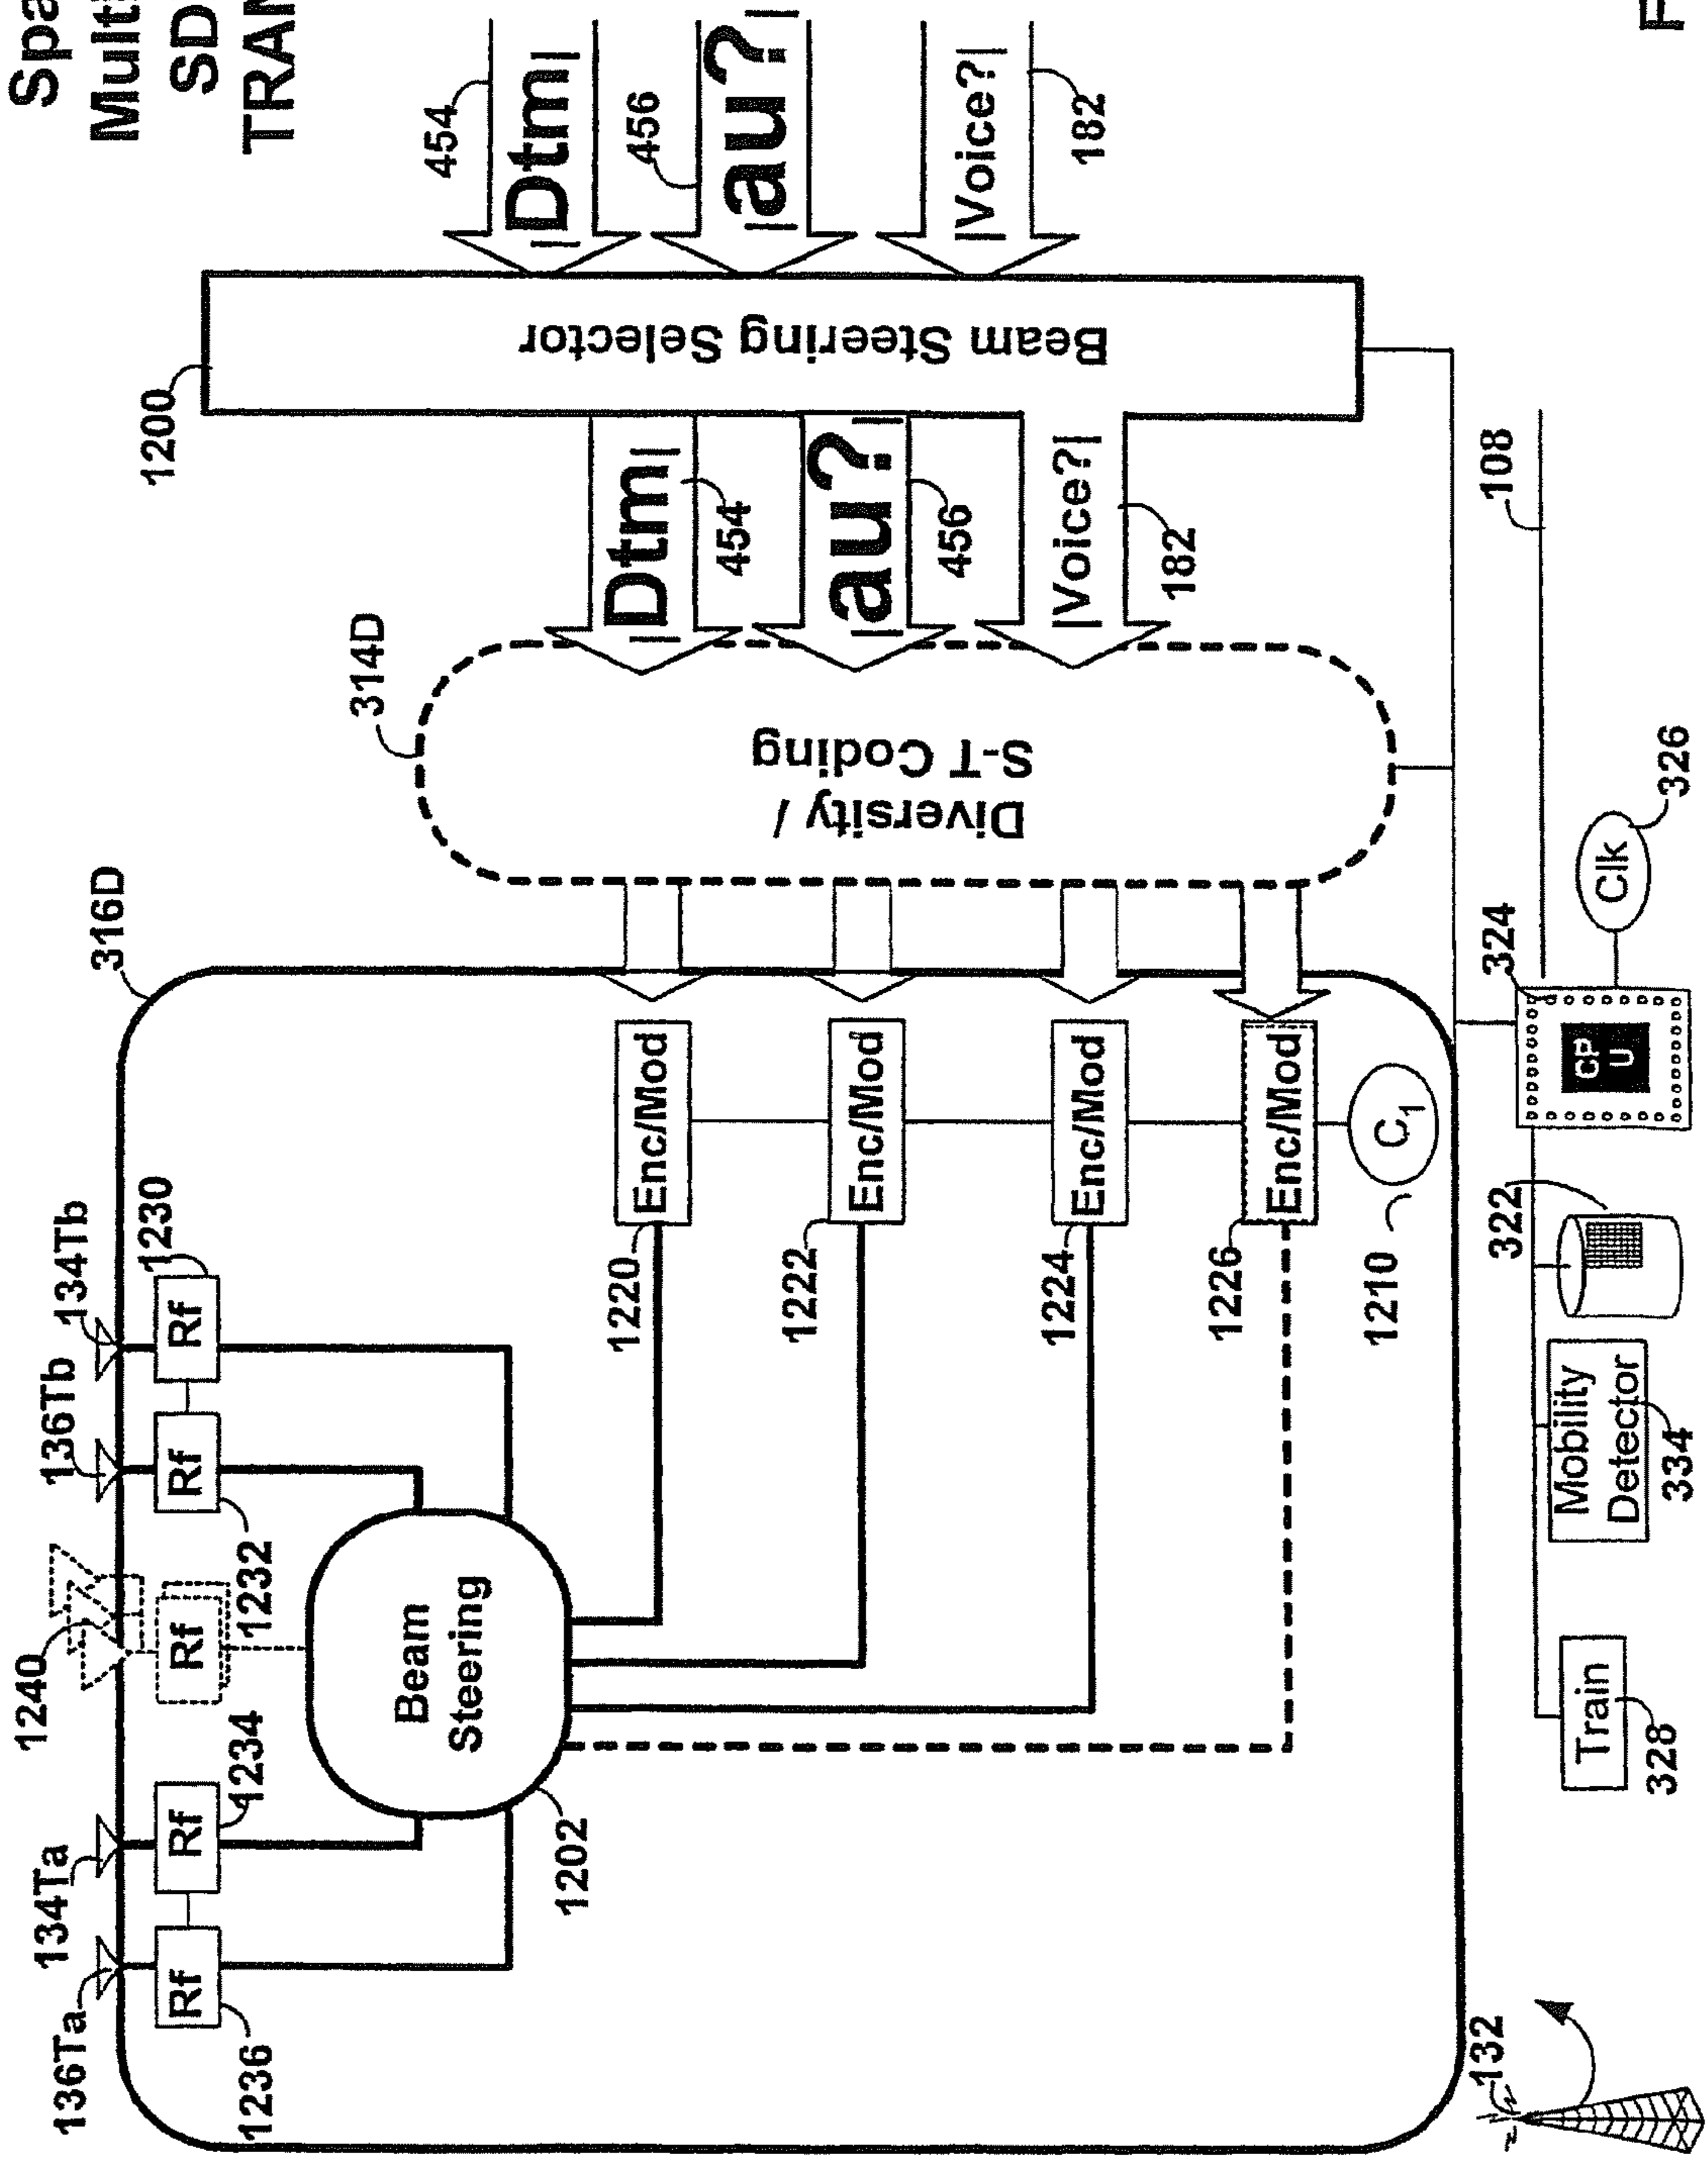 Spa
Multi
SD
TRAN
F
454
|Dtm|
456
|au?|
|Voice?|
182
1200
Beam Steering Selector
|Dtm|
454
|au?|
456
|Voice?|
182
314D
Diversity /
S-T Coding
316D
136Ta
134Ta
1240
136Tb
134Tb
1230
Rf
Rf
Rf
Rf
Rf
1236
1234
1232
Beam
Steering
1202
Enc/Mod
1220
Enc/Mod
1222
Enc/Mod
1224
Enc/Mod
1226
C1
1210
108
324
CP
U
Clk
326
322
Mobility
Detector
334
Train
328
132